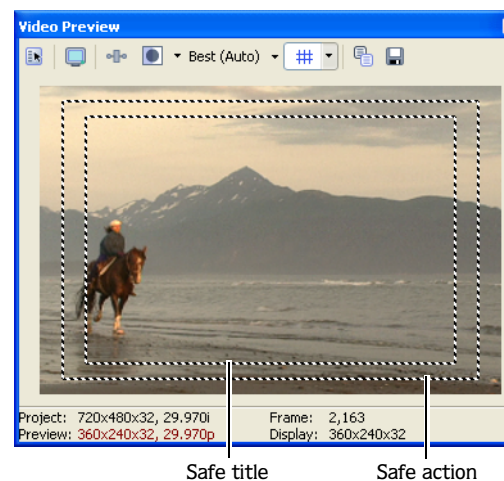 Video Preview
Best (Auto)
Project: 720x480x32, 29.970i Frame: 2,163
Preview: 360x240x32, 29.970p Display: 360x240x32
Safe title Safe action